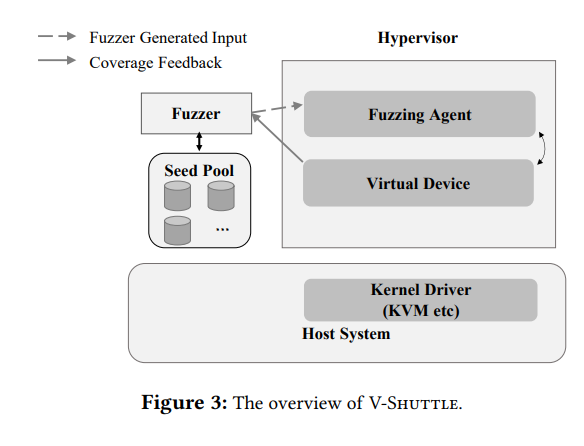 Fuzzer Generated Input
Coverage Feedback
Hypervisor
Fuzzer
Fuzzing Agent
Seed Pool
...
Virtual Device
Kernel Driver
(KVM etc)
Host System
Figure 3: The overview of V-SHUTTLE.